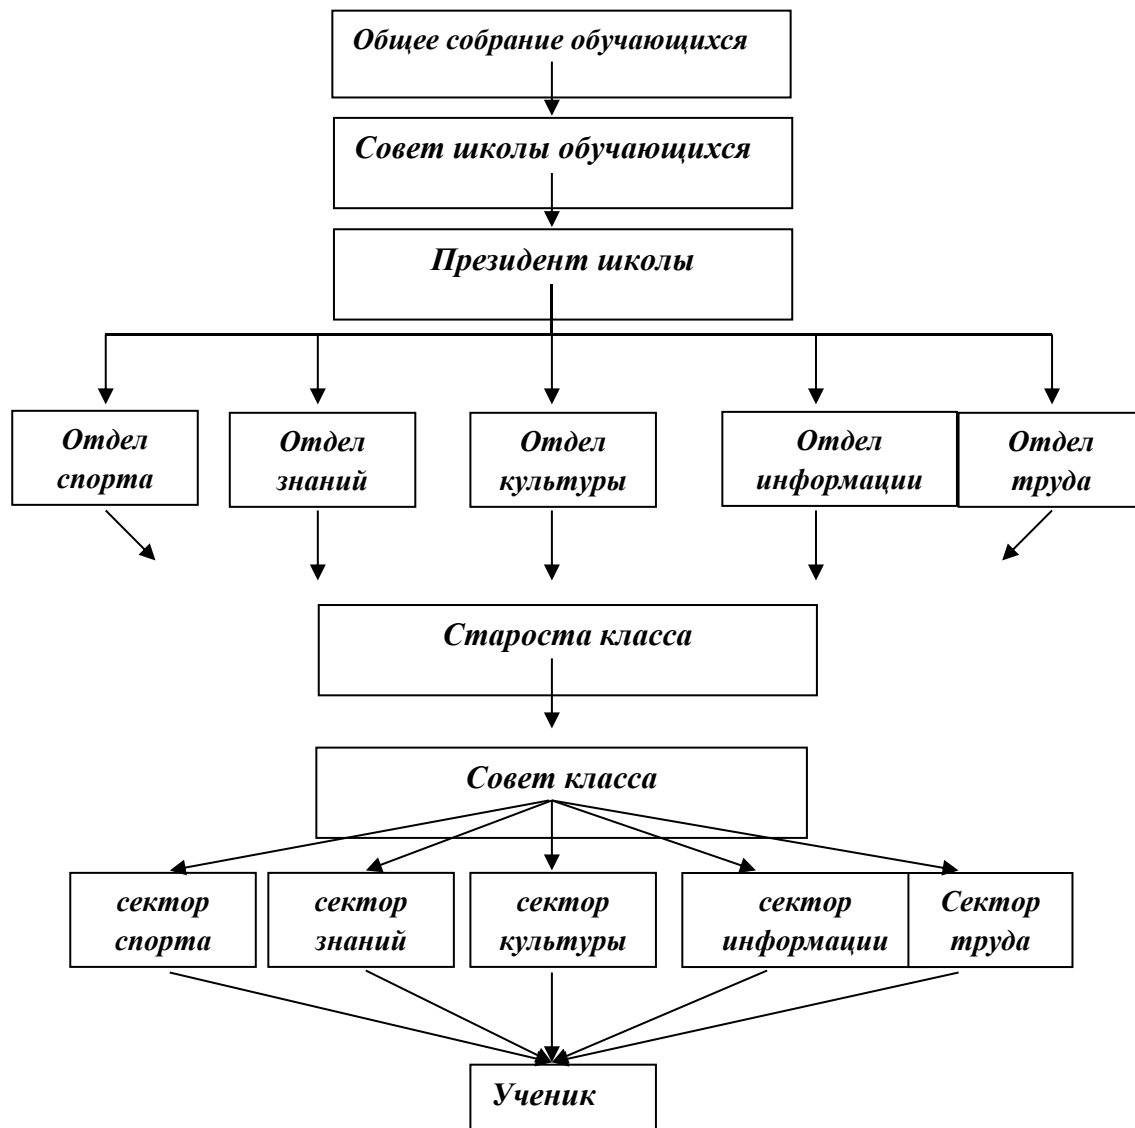 Общее собрание обучающихся
Совет школы обучающихся
Президент школы
Отдел
спорта
Отдел
знаний
Отдел
культуры
Отдел
информации
Отдел
труда
Староста класса
Совет класса
сектор
спорта
сектор
знаний
сектор
культуры
сектор
информации
Сектор
труда
Ученик